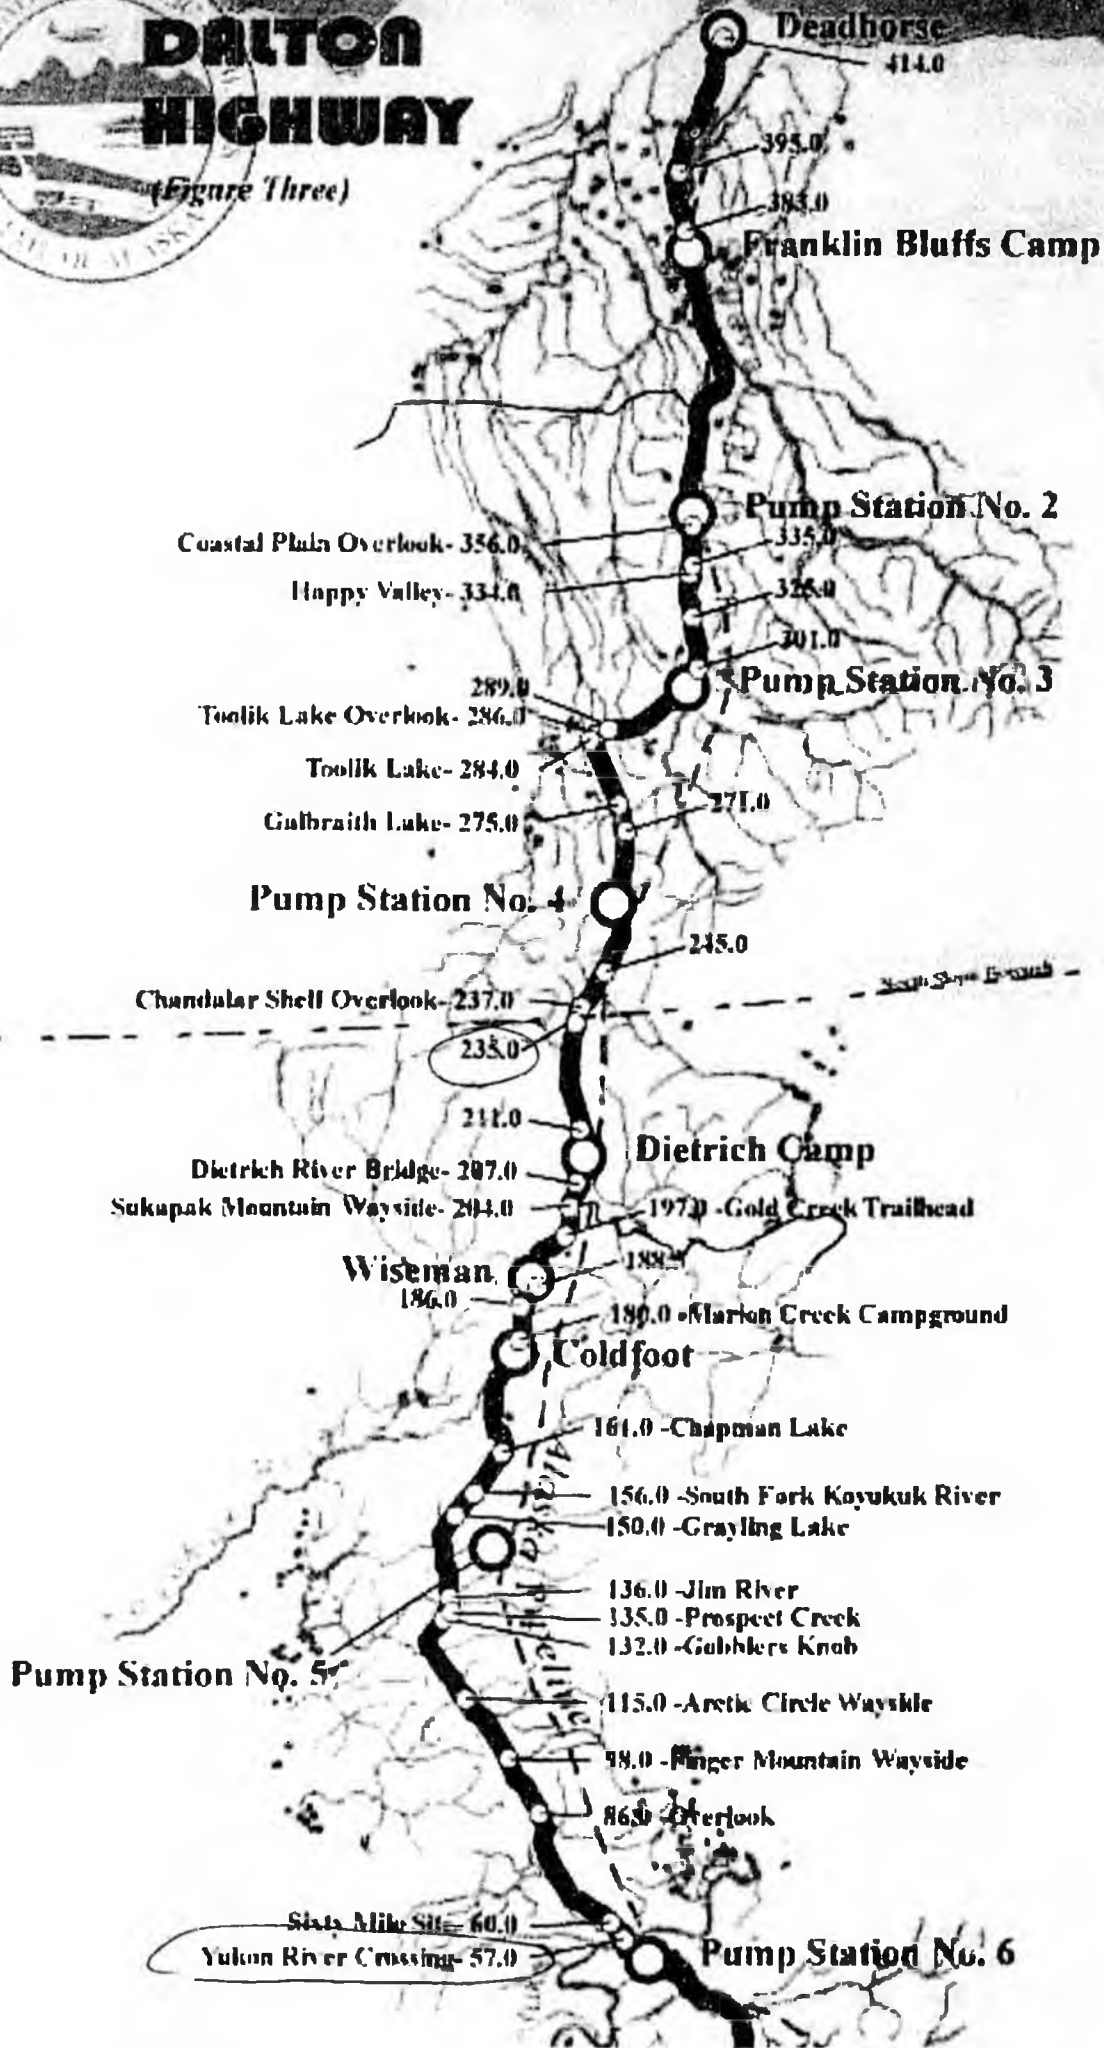 DALTON
HIGHWAY
(Figure Three)
Deadhorse
414.0
395.0
383.0
Franklin Bluffs Camp
Pump Station No. 2
Coastal Plain Overlook- 356.0
335.0
Happy Valley- 334.0
325.0
301.0
Pump Station No. 3
289.0
Toolik Lake Overlook- 286.0
Toolik Lake- 284.0
271.0
Galbraith Lake- 275.0
Pump Station No. 4
245.0
North Slope Borough
Chandalar Shelf Overlook- 237.0
235.0
211.0
Dietrich Camp
Dietrich River Bridge- 207.0
Sukapak Mountain Wayside- 204.0
197.0 -Gold Creek Trailhead
Wiseman
188.
186.0
180.0 -Marion Creek Campground
Coldfoot
161.0 -Chapman Lake
156.0 -South Fork Koyukuk River
150.0 -Grayling Lake
136.0 -Jim River
135.0 -Prospect Creek
132.0 -Gobblers Knob
Pump Station No. 5
Alaska Pipeline
115.0 -Arctic Circle Wayside
98.0 -Finger Mountain Wayside
86.0 -Overlook
Sixty Mile Site- 60.0
Yukon River Crossing- 57.0
Pump Station No. 6